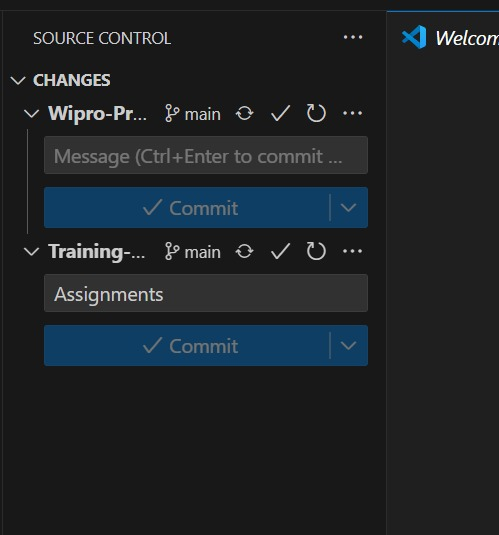 SOURCE CONTROL
Welcom
CHANGES
Wipro-Pr... main
Message (Ctrl+Enter to commit ...
Commit
Training-... main
Assignments
Commit